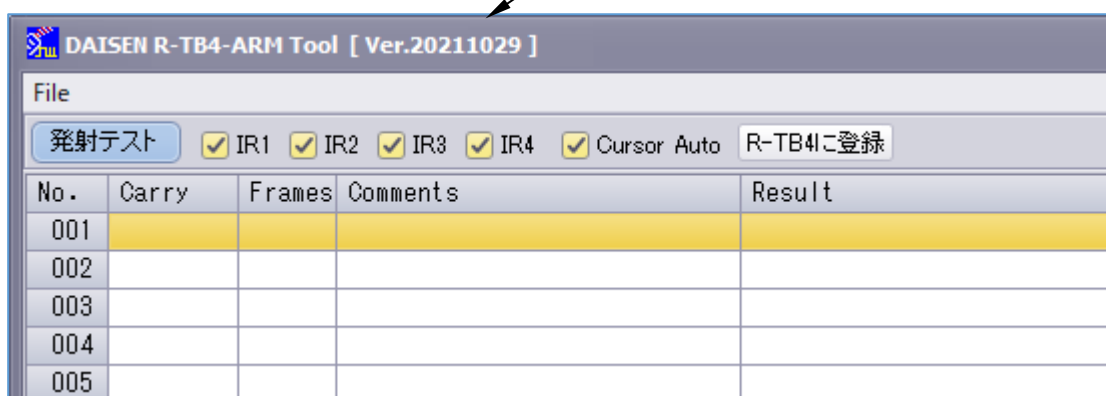 DAISEN R-TB4-ARM Tool [ Ver.20211029 ]
File
発射テスト IR1 IR2 IR3 IR4 Cursor Auto R-TB4に登録
No. Carry Frames Comments Result
001
002
003
004
005